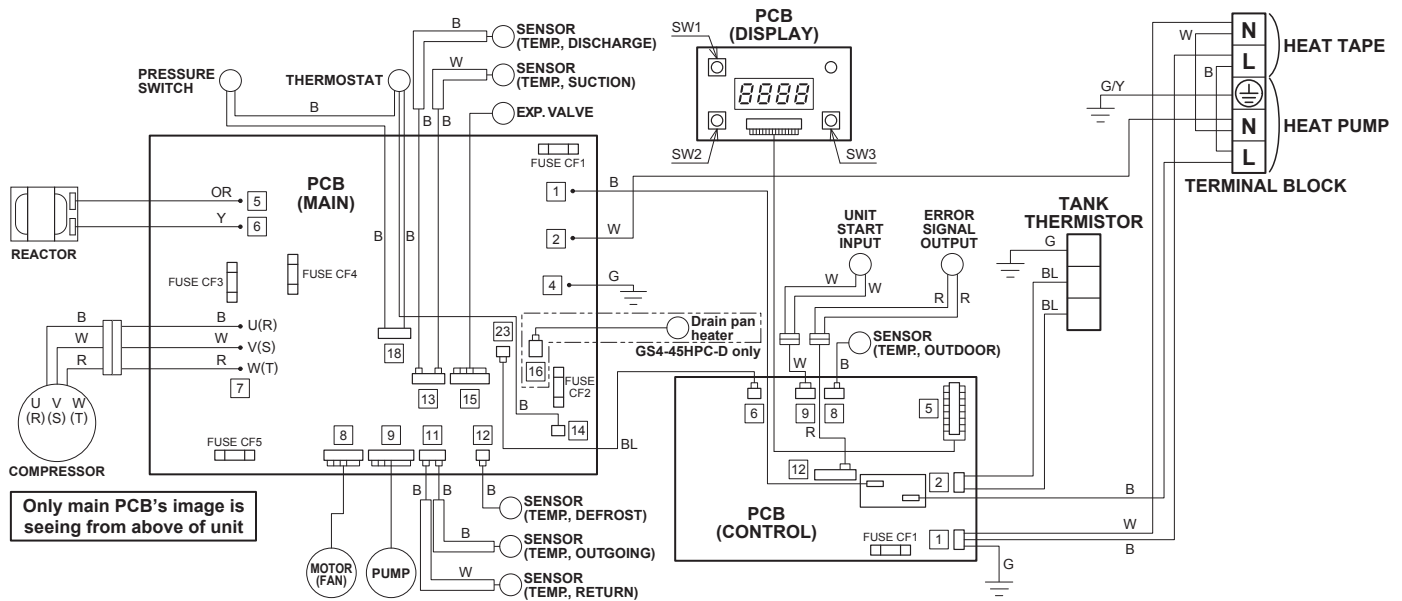 B
SENSOR
(TEMP., DISCHARGE)
W
SENSOR
(TEMP., SUCTION)
B B
EXP. VALVE
PRESSURE
SWITCH
THERMOSTAT
B
PCB
(DISPLAY)
SW1
8888
SW2
SW3
N
L
N
L
HEAT TAPE
HEAT PUMP
TERMINAL BLOCK
W
B
G/Y
FUSE CF1
PCB
(MAIN)
1
B
2
W
4
G
OR
5
Y
6
REACTOR
FUSE CF3
FUSE CF4
B
B
18
B
W
R
B
W
R
U(R)
V(S)
W(T)
7
U V W
(R) (S) (T)
COMPRESSOR
FUSE CF5
13
15
23
16
Drain pan
heater
GS4-45HPC-D only
FUSE
CF2
B
14
BL
8
9
11
12
B
B
B
SENSOR
(TEMP., DEFROST)
B
SENSOR
(TEMP., OUTGOING)
W
SENSOR
(TEMP., RETURN)
MOTOR
(FAN)
PUMP
Only main PCB's image is
seeing from above of unit
UNIT
START
INPUT
ERROR
SIGNAL
OUTPUT
W
W
R
R
SENSOR
(TEMP., OUTDOOR)
W
B
TANK
THERMISTOR
G
BL
BL
6
9
8
5
R
12
2
PCB
(CONTROL)
FUSE CF1
1
B
W
B
G